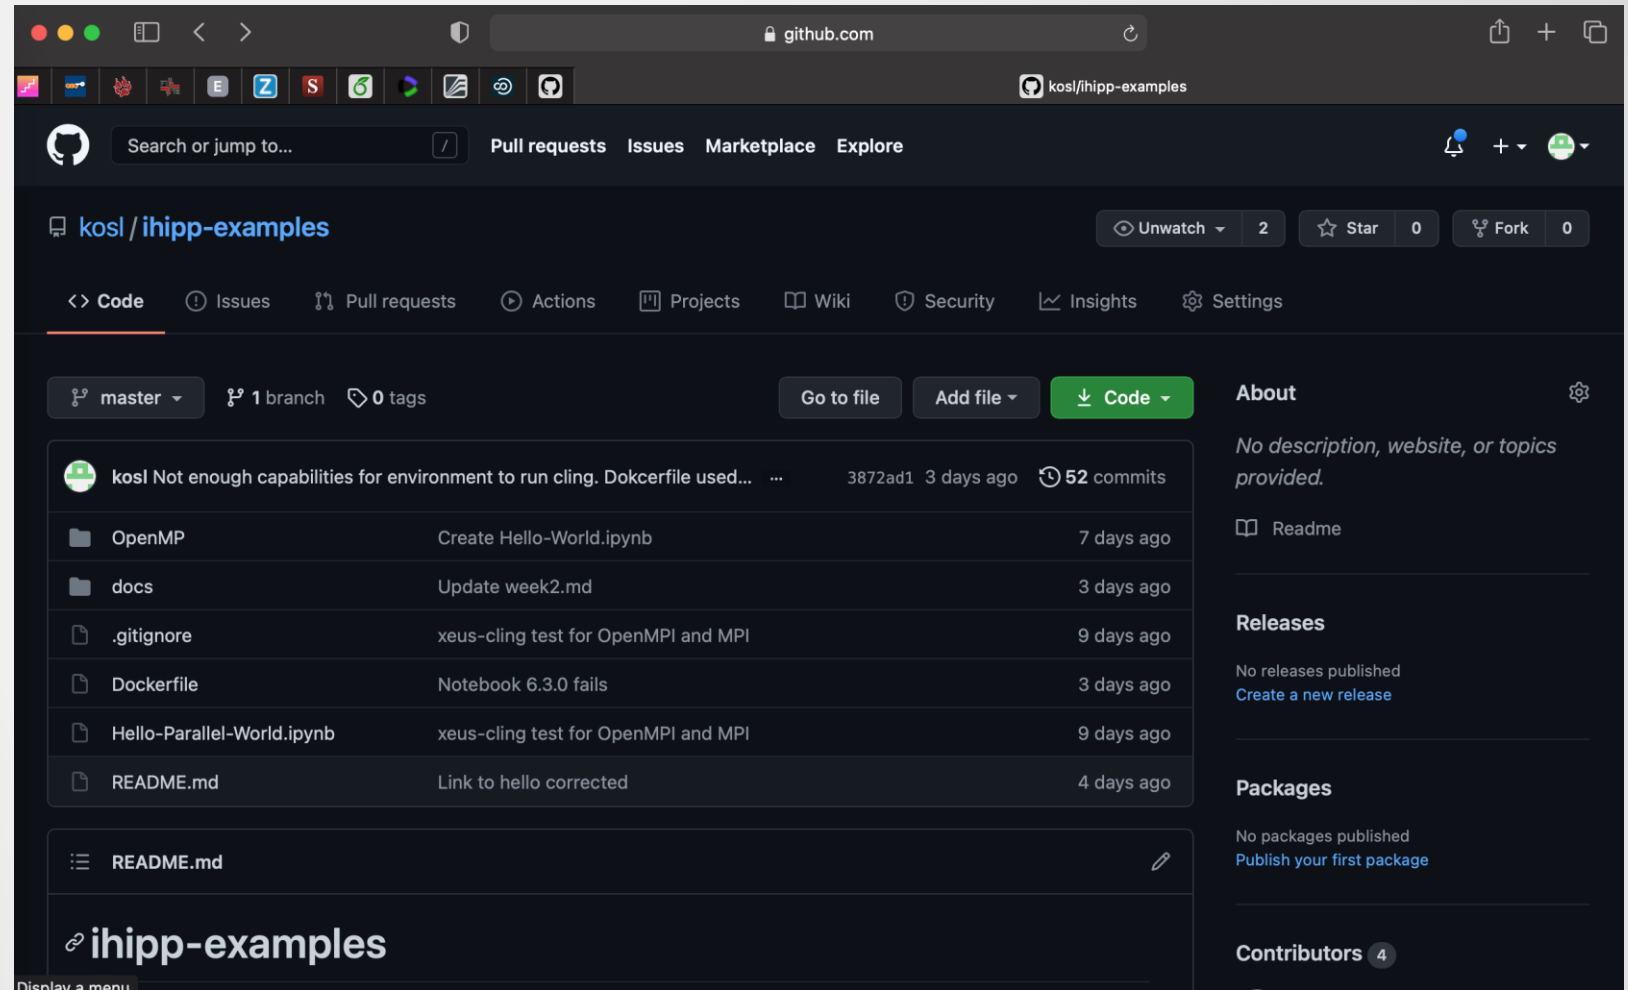 github.com
E Z S
kosl/ihipp-examples
Search or jump to... / Pull requests Issues Marketplace Explore
kosl / ihipp-examples
Unwatch 2 Star 0 Fork 0
Code Issues Pull requests Actions Projects Wiki Security Insights Settings
master 1 branch 0 tags Go to file Add file Code
kosl Not enough capabilities for environment to run cling. Dokcerfile used... ... 3872ad1 3 days ago 52 commits
OpenMP Create Hello-World.ipynb 7 days ago
docs Update week2.md 3 days ago
.gitignore xeus-cling test for OpenMPI and MPI 9 days ago
Dockerfile Notebook 6.3.0 fails 3 days ago
Hello-Parallel-World.ipynb xeus-cling test for OpenMPI and MPI 9 days ago
README.md Link to hello corrected 4 days ago
README.md
ihipp-examples
Display a menu
About
No description, website, or topics
provided.
Readme
Releases
No releases published
Create a new release
Packages
No packages published
Publish your first package
Contributors 4